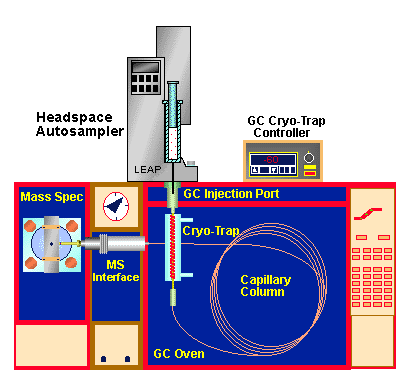 Headspace
Autosampler
LEAP
GC Cryo-Trap
Controller
-50
Mass Spec
GC Injection Port
Cryo-Trap
MS
Interface
Capillary
Column
GC Oven